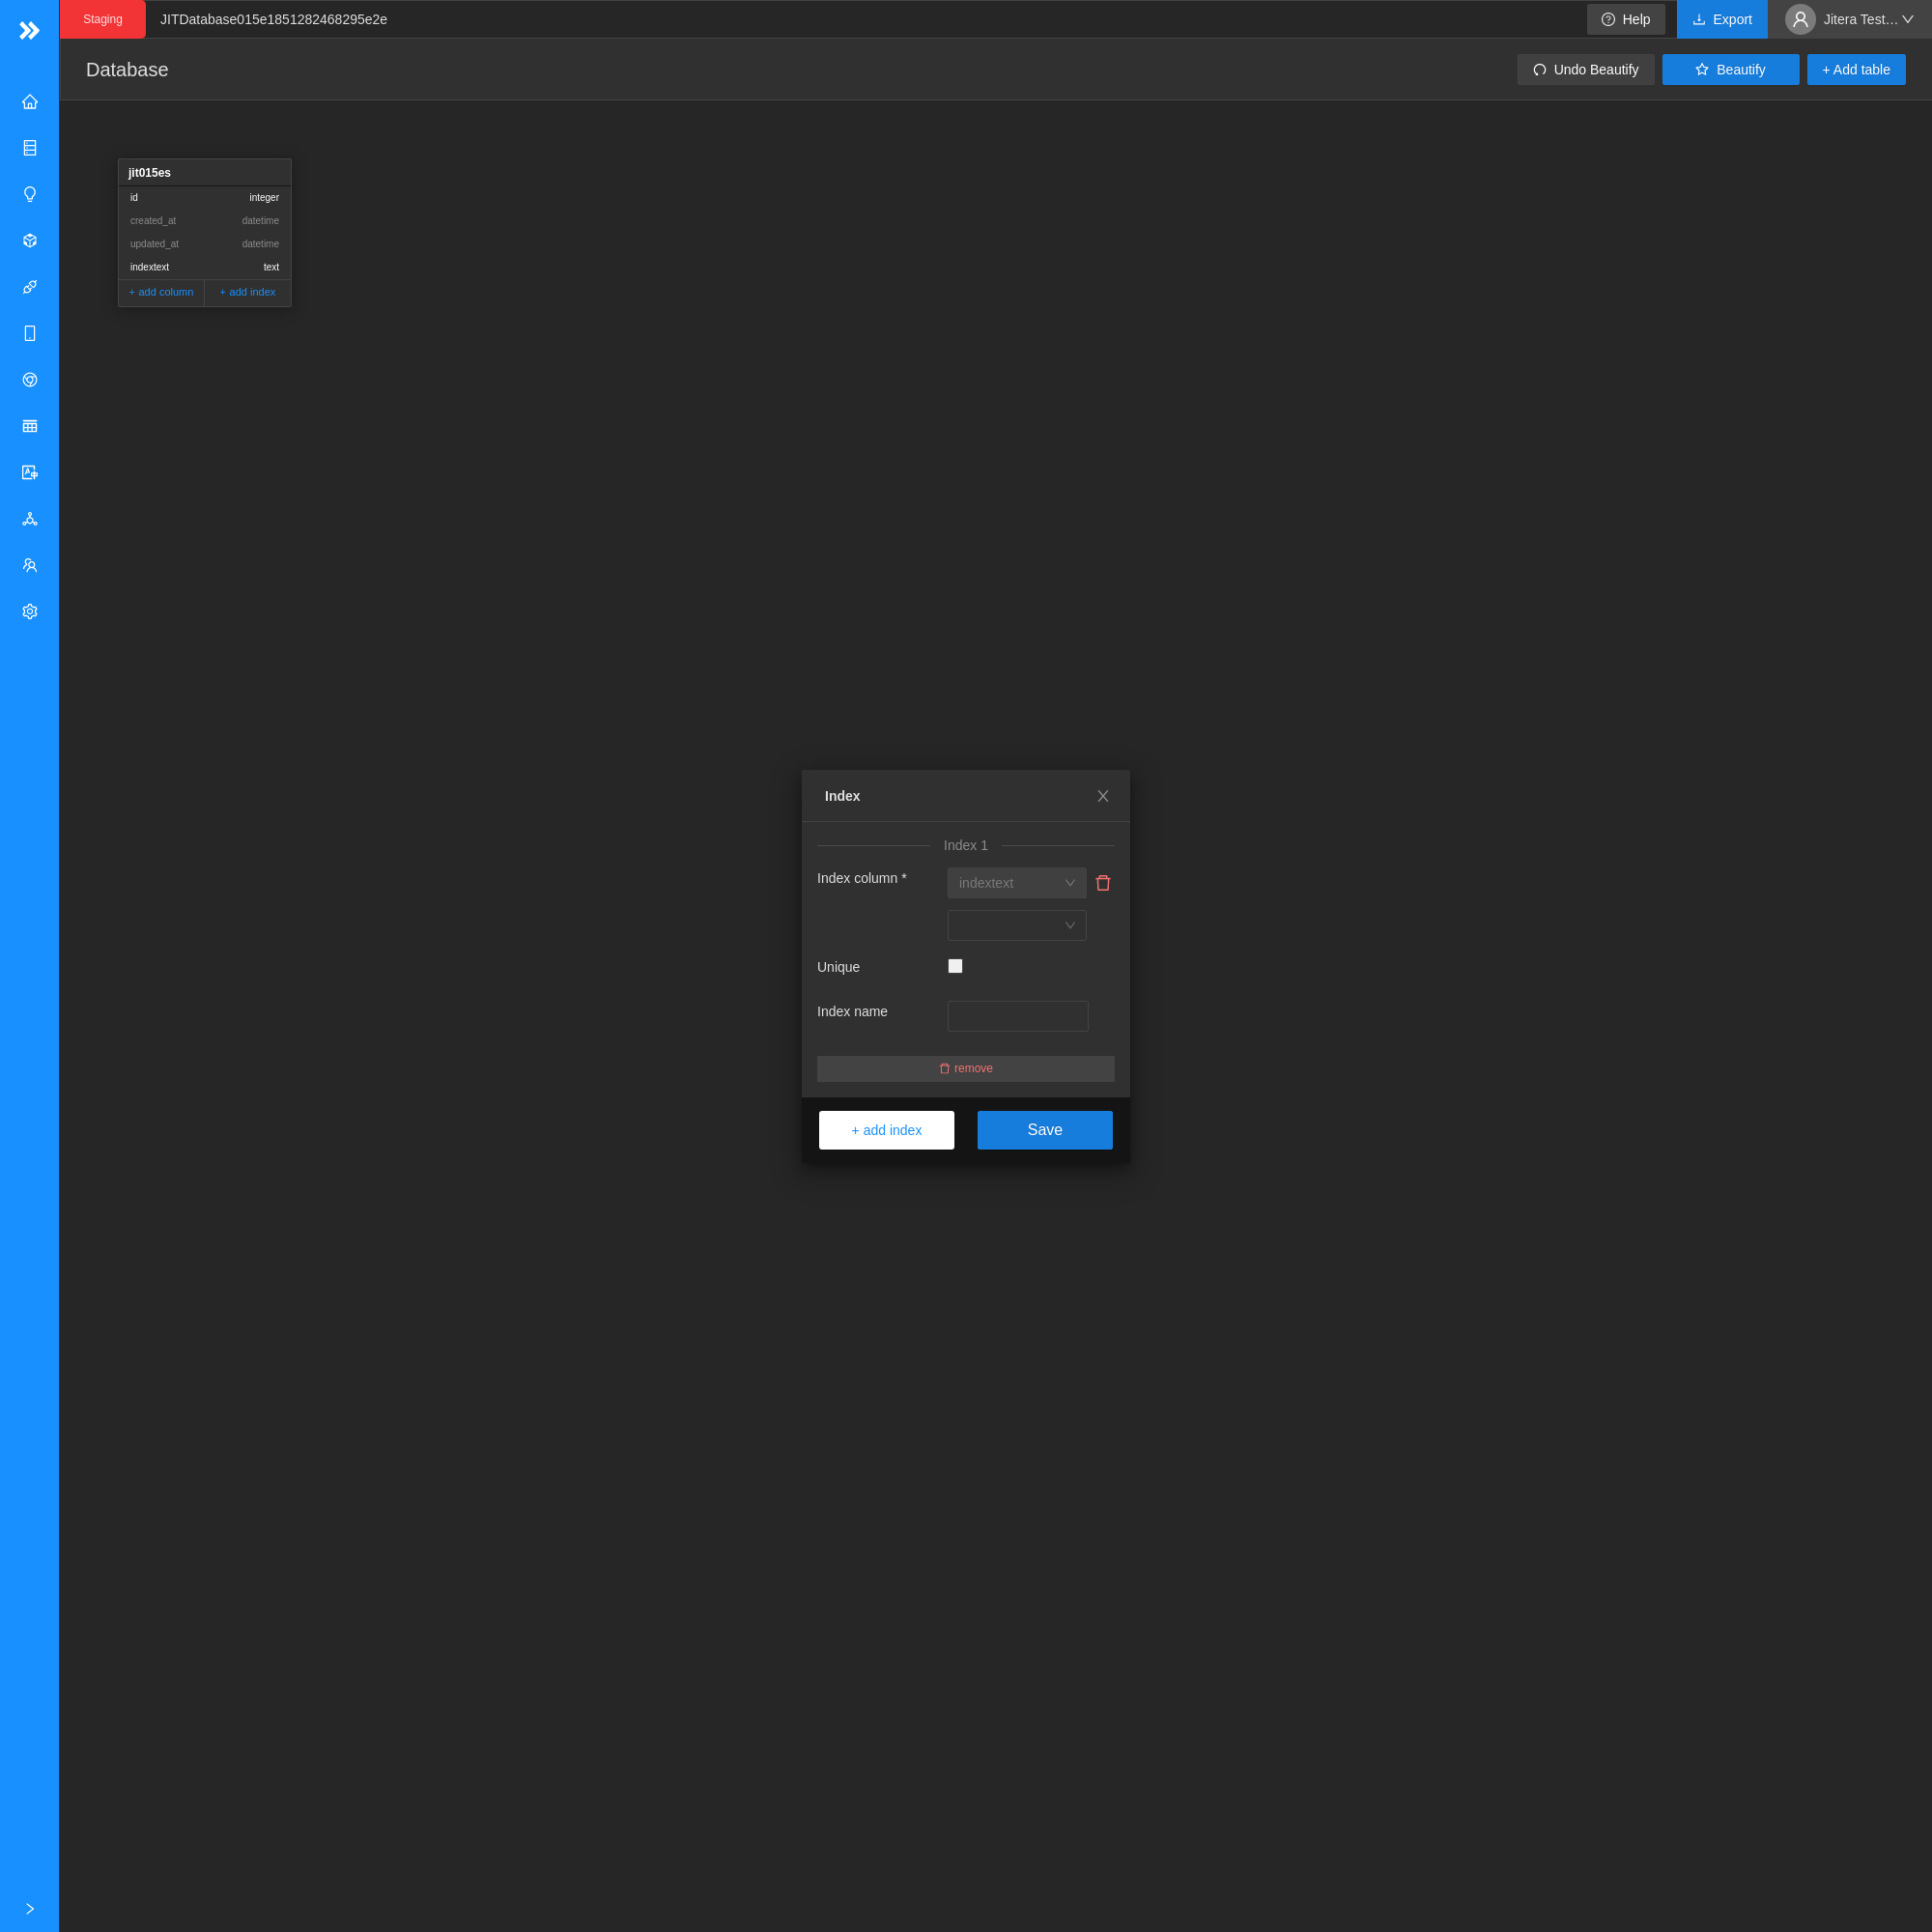 Staging
JITDatabase015e1851282468295e2e
Help
Export
Jitera Test...
Database
Undo Beautify
Beautify
+ Add table
jit015es
id integer
created_at datetime
updated_at datetime
indextext text
+ add column
+ add index
Index
Index 1
Index column *
indextext
Unique
Index name
remove
+ add index
Save